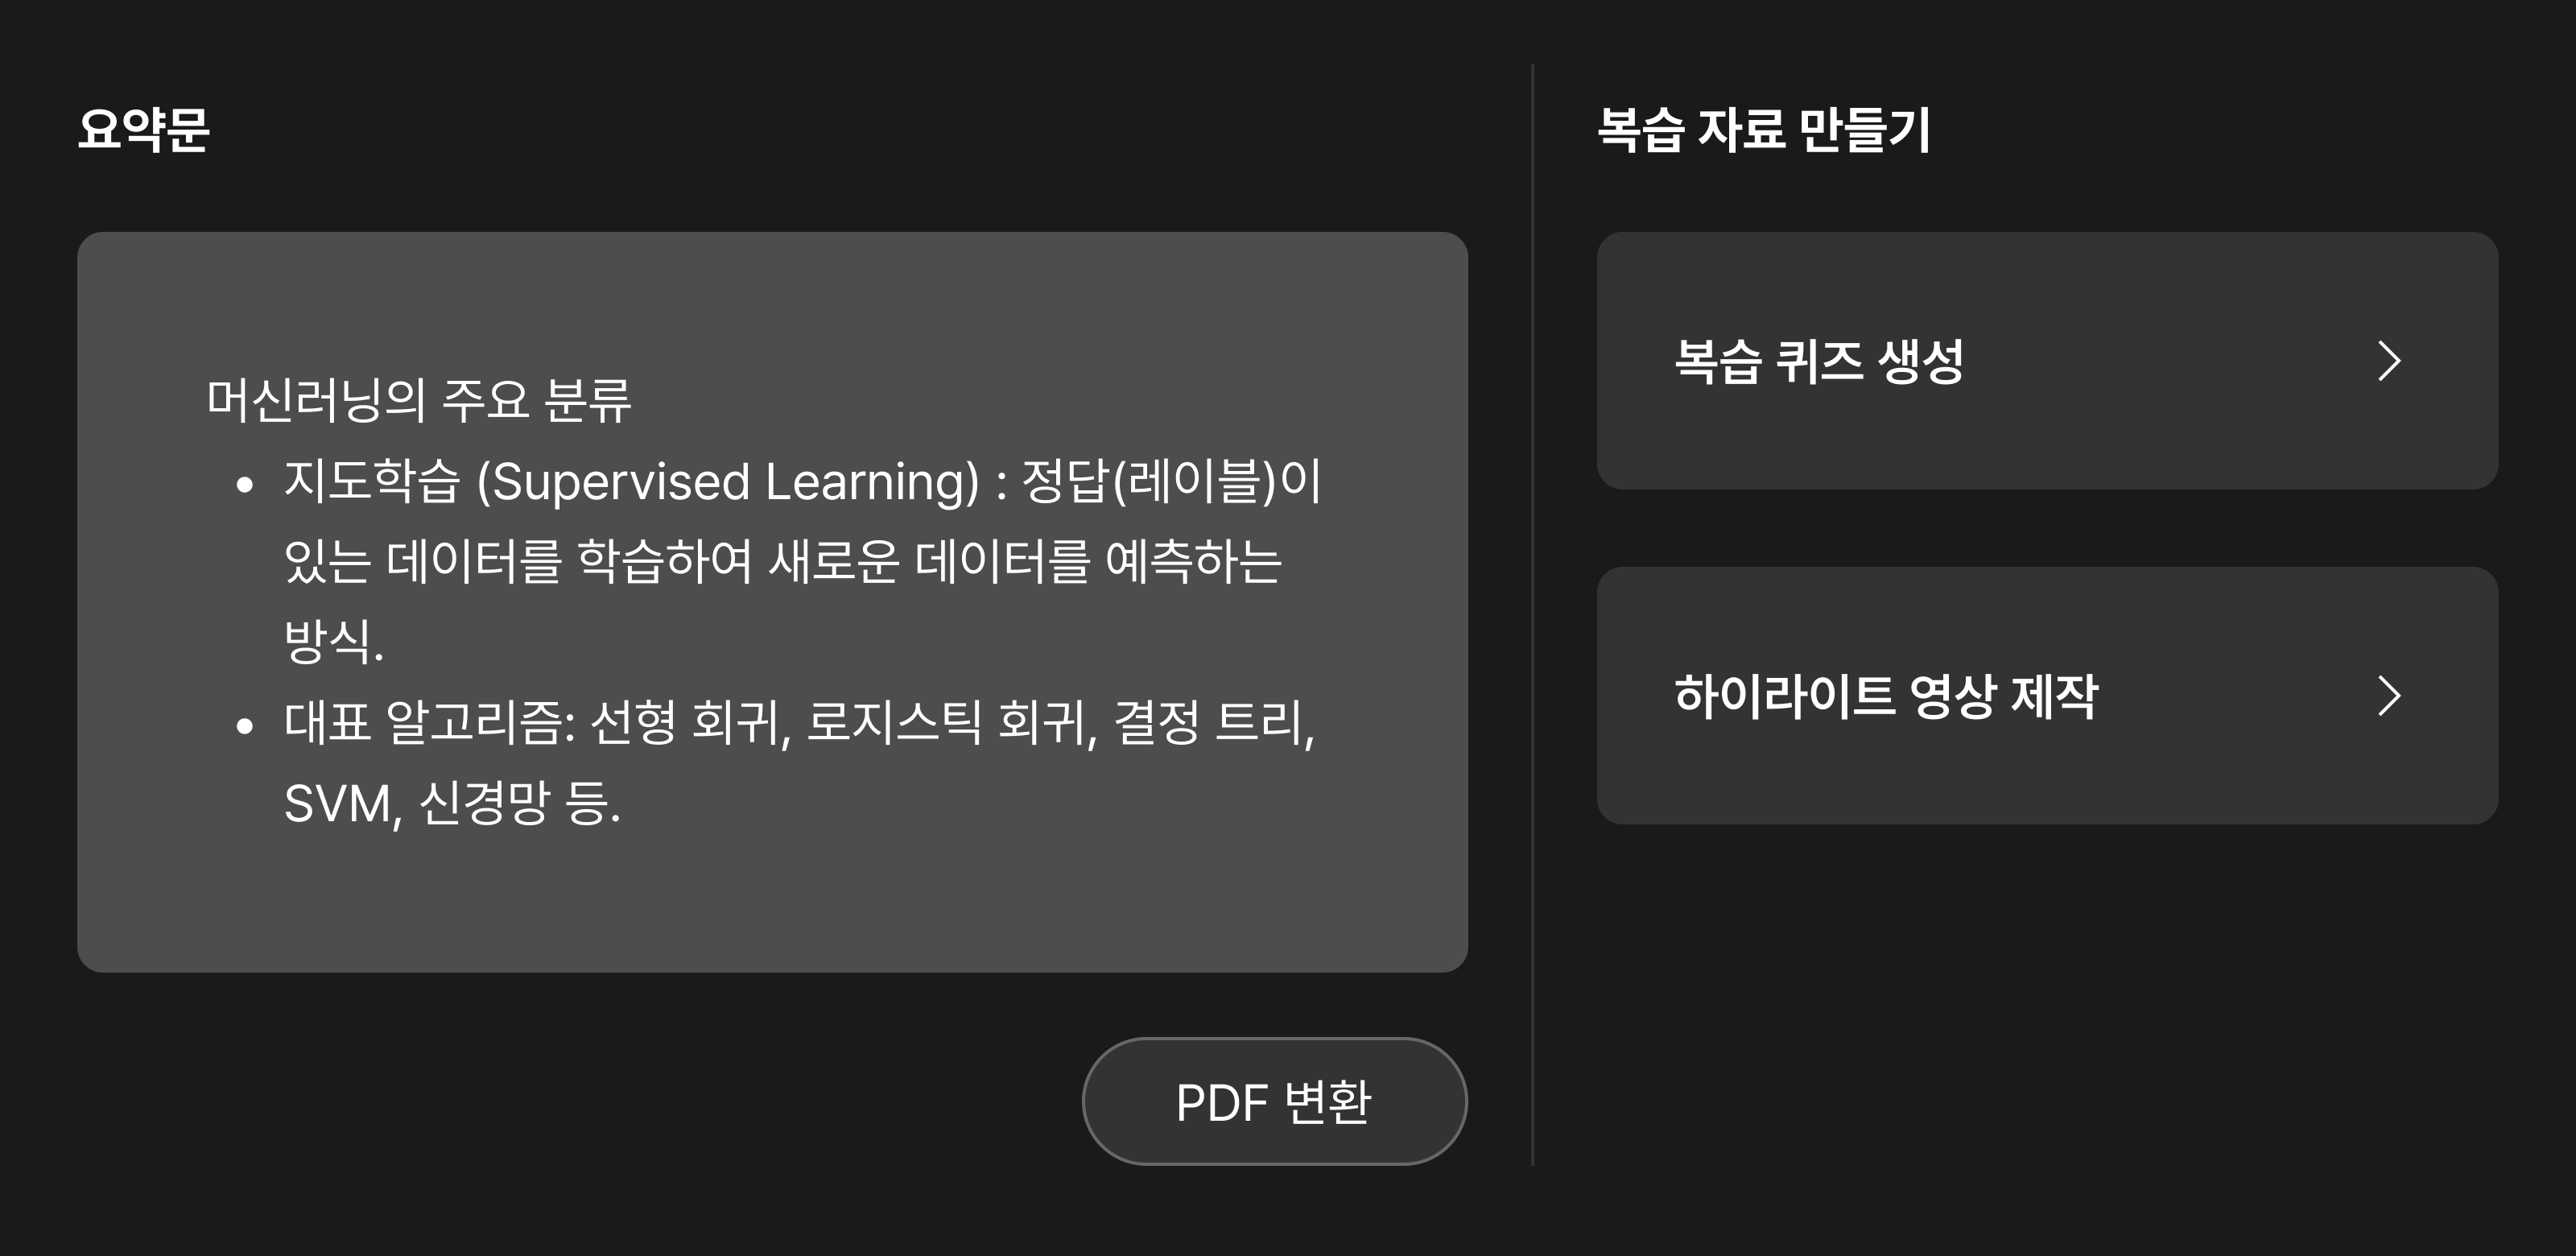 요약문
머신러닝의 주요 분류
• 지도학습 (Supervised Learning) : 정답(레이블)이
있는 데이터를 학습하여 새로운 데이터를 예측하는
방식.
• 대표 알고리즘: 선형 회귀, 로지스틱 회귀, 결정 트리,
SVM, 신경망 등.
PDF 변환
복습 자료 만들기
복습 퀴즈 생성
하이라이트 영상 제작